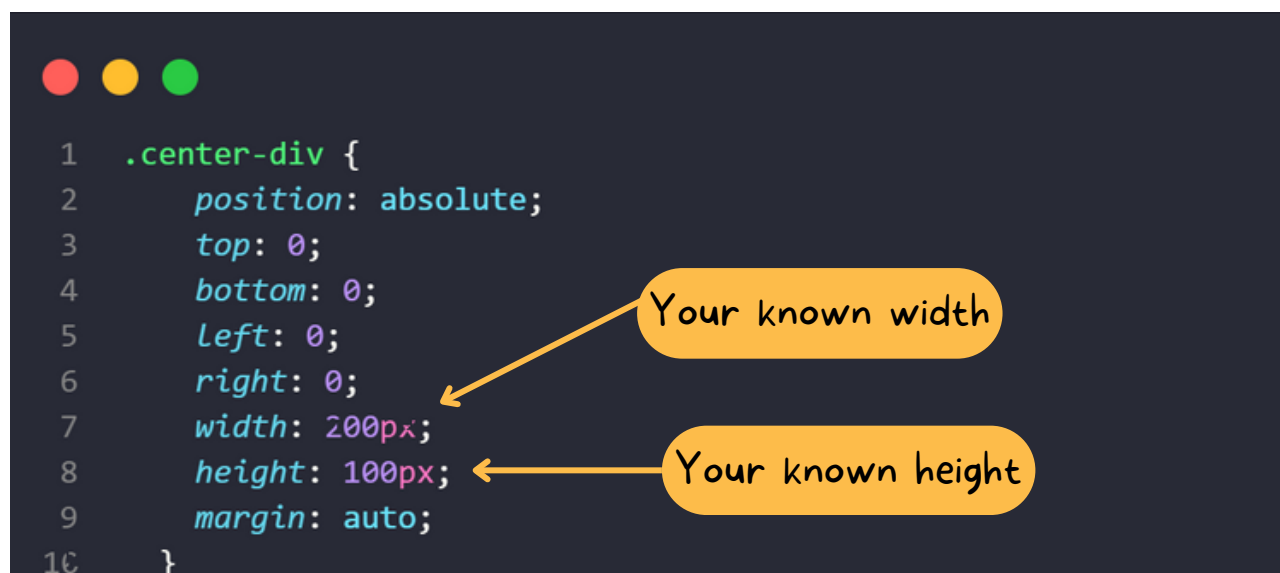 1 .center-div {
2 position: absolute;
3 top: 0;
4 bottom: 0;
5 left: 0;
6 right: 0;
7 width: 200px;
8 height: 100px;
9 margin: auto;
10 }
Your known width
Your known height